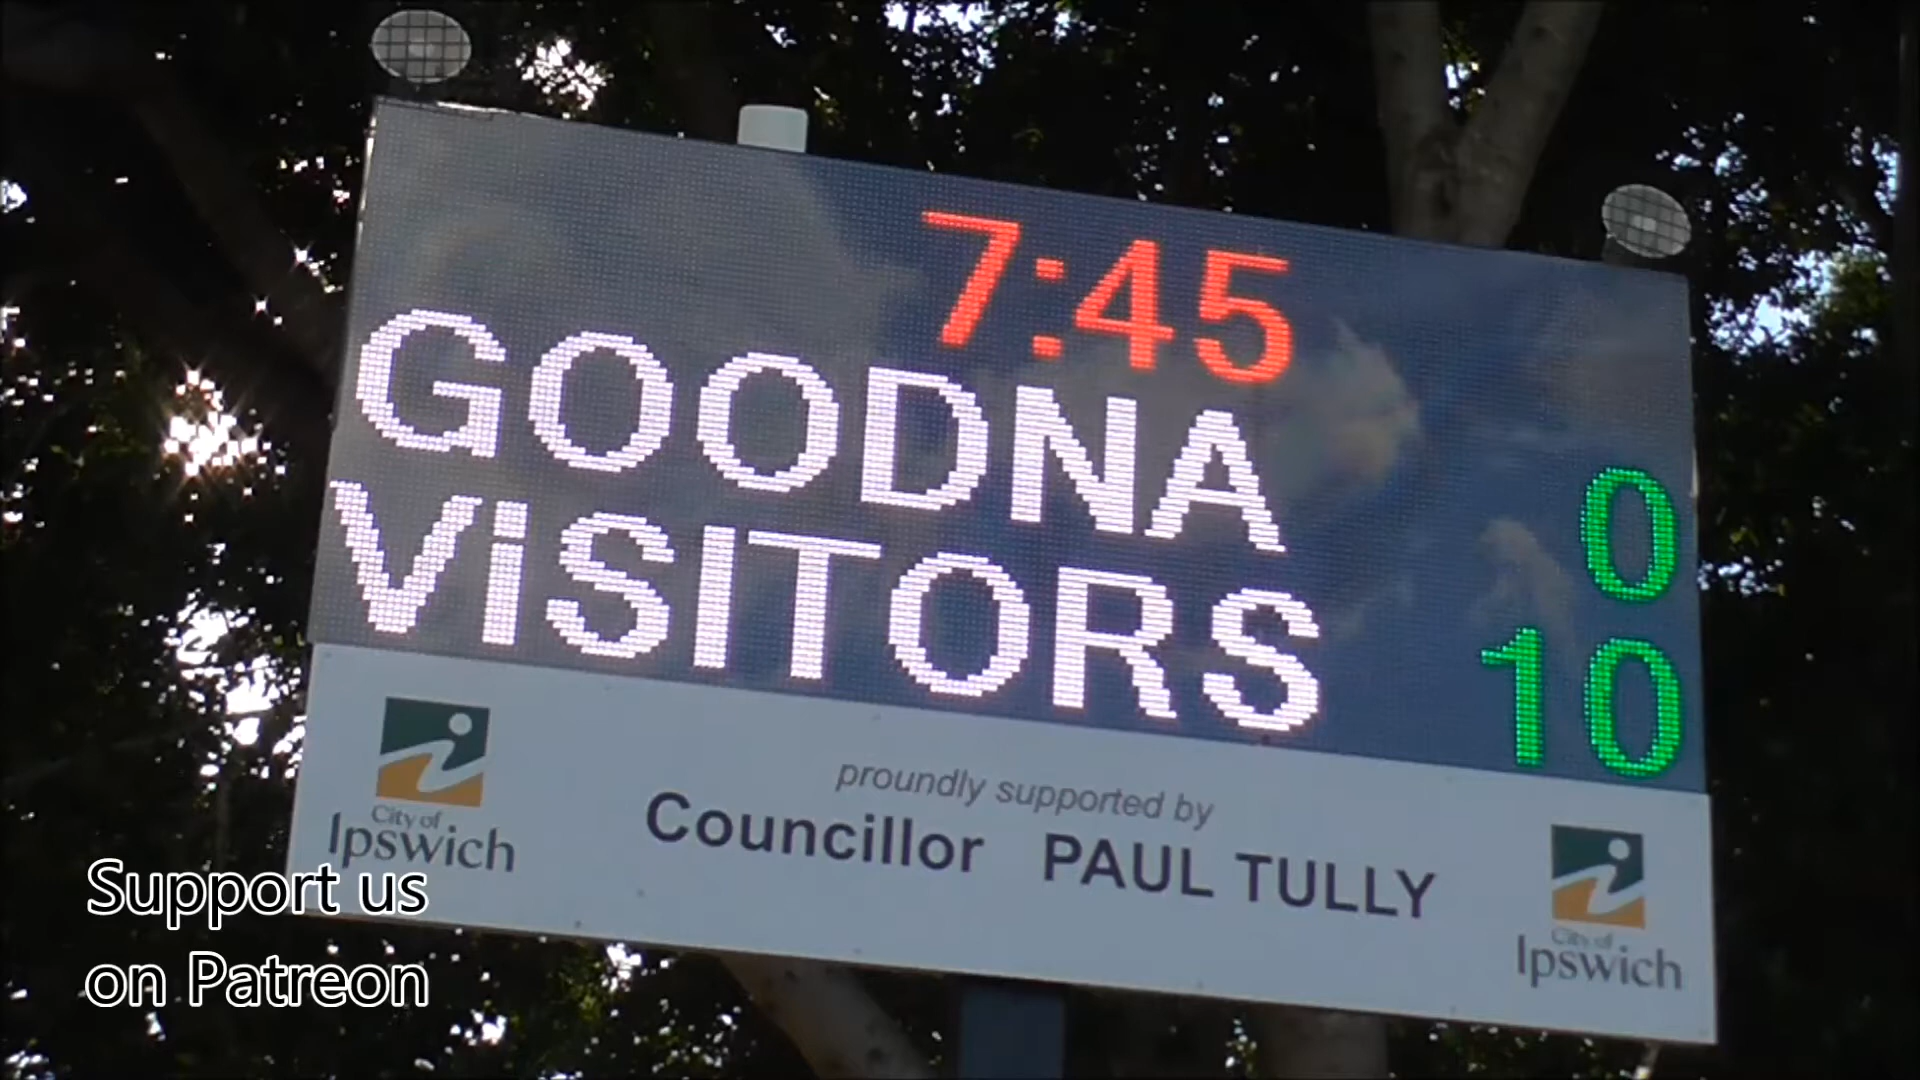 7:45
GOODNA 0
ViSITORS 10
City of
Ipswich
proundly supported by
Councillor PAUL TULLY
City of
Ipswich
Support us
on Patreon